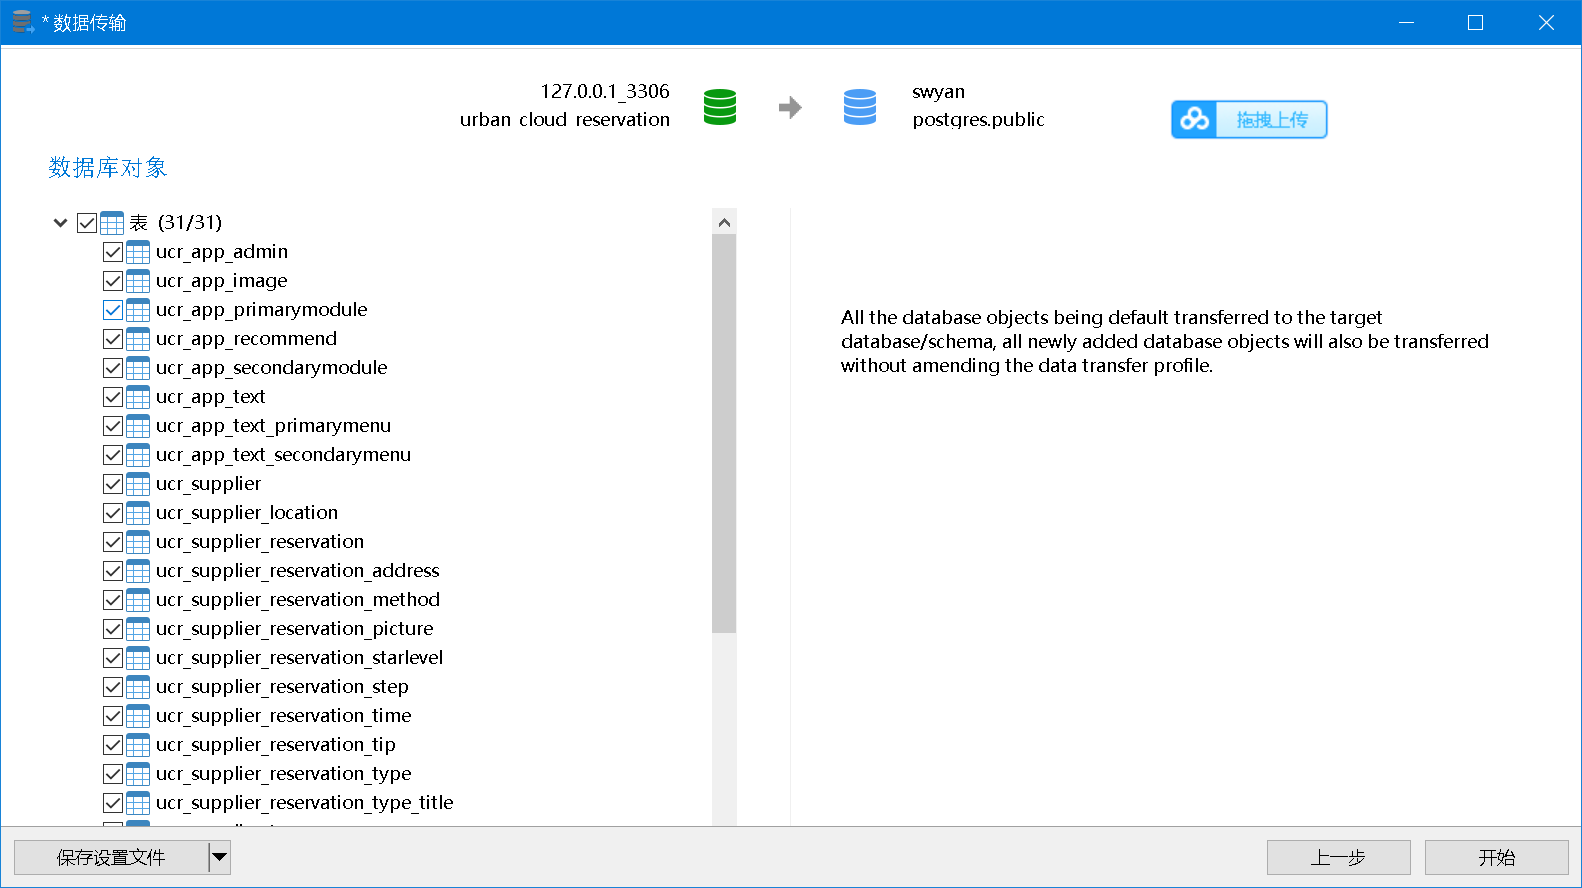 * 数据传输
127.0.0.1_3306
urban cloud reservation
swyan
postgres.public
拖拽上传
数据库对象
表 (31/31)
ucr_app_admin
ucr_app_image
ucr_app_primarymodule
ucr_app_recommend
ucr_app_secondarymodule
ucr_app_text
ucr_app_text_primarymenu
ucr_app_text_secondarymenu
ucr_supplier
ucr_supplier_location
ucr_supplier_reservation
ucr_supplier_reservation_address
ucr_supplier_reservation_method
ucr_supplier_reservation_picture
ucr_supplier_reservation_starlevel
ucr_supplier_reservation_step
ucr_supplier_reservation_time
ucr_supplier_reservation_tip
ucr_supplier_reservation_type
ucr_supplier_reservation_type_title
All the database objects being default transferred to the target
database/schema, all newly added database objects will also be transferred
without amending the data transfer profile.
保存设置文件
上一步
开始